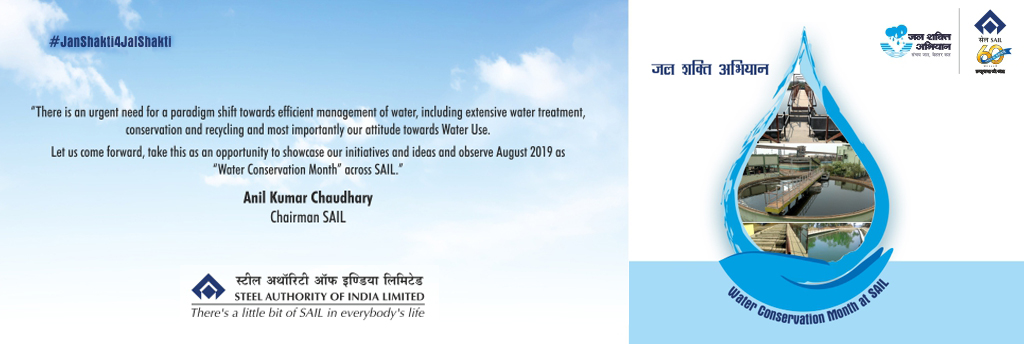 #JanShakti4JalShakti
“There is an urgent need for a paradigm shift towards efficient management of water, including extensive water treatment,
conservation and recycling and most importantly our attitude towards Water Use.
Let us come forward, take this as an opportunity to showcase our initiatives and ideas and observe August 2019 as
“Water Conservation Month” across SAIL.”
Anil Kumar Chaudhary
Chairman SAIL
स्टील अथॉरिटी ऑफ इण्डिया लिमिटेड
STEEL AUTHORITY OF INDIA LIMITED
There's a little bit of SAIL in everybody's life
जल शक्ति अभियान
जल शक्ति
अभियान
संचय जल, बेहतर कल
सेल SAIL
60
Water Conservation Month at SAIL